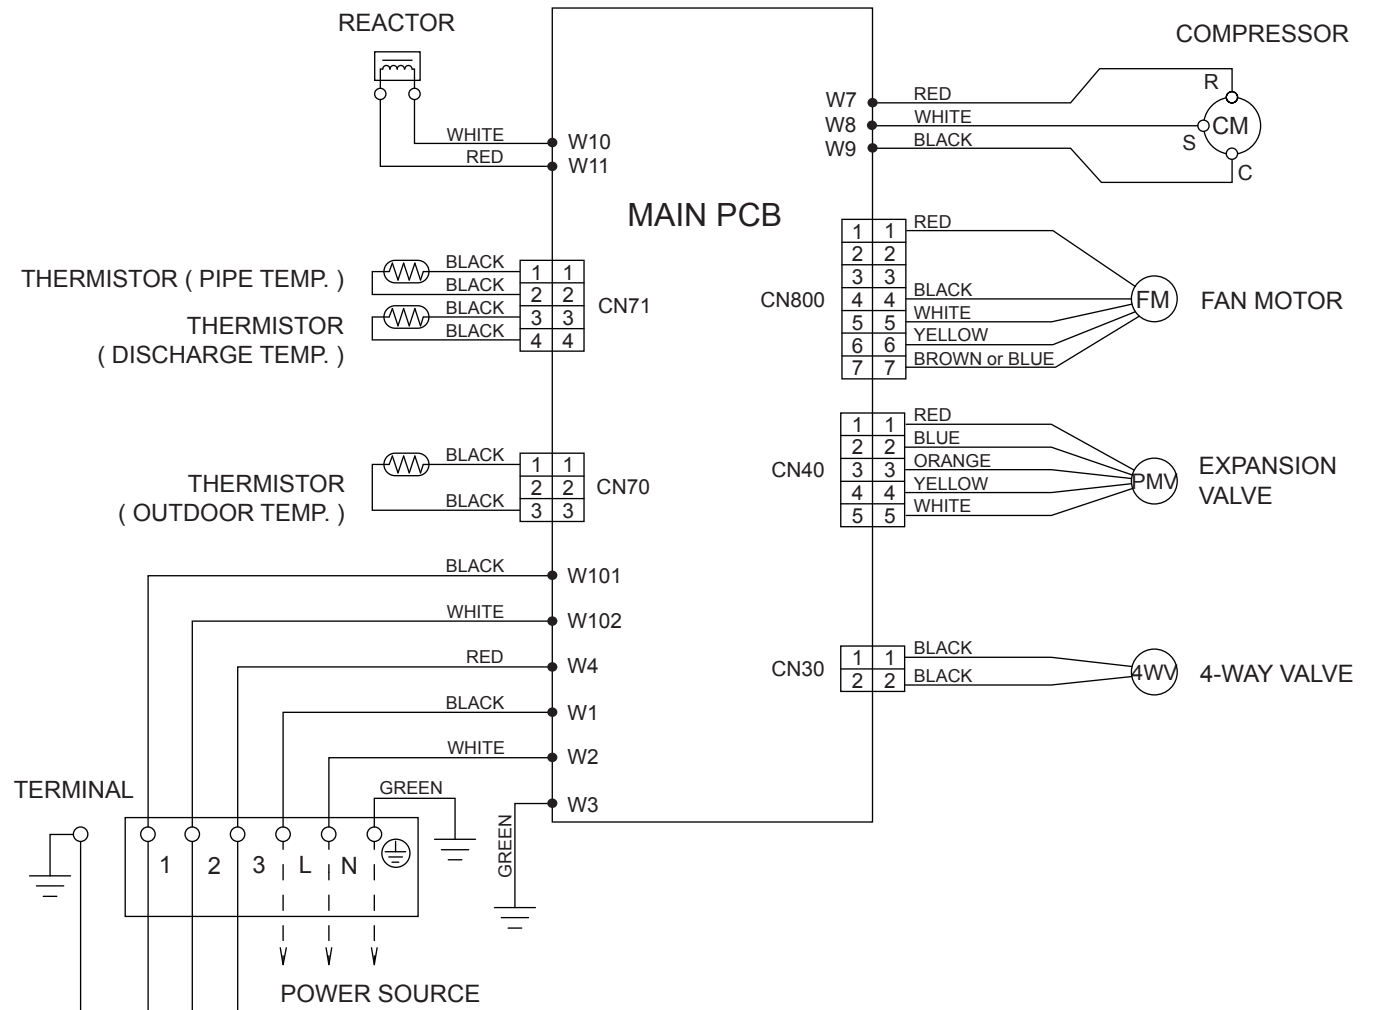 REACTOR
COMPRESSOR
WHITE
RED
W10
W11
W7
W8
W9
RED
WHITE
BLACK
R
S
C
CM
MAIN PCB
THERMISTOR ( PIPE TEMP. )
THERMISTOR
( DISCHARGE TEMP. )
BLACK
BLACK
BLACK
BLACK
1 1
2 2
3 3
4 4
CN71
CN800
1 1
2 2
3 3
4 4
5 5
6 6
7 7
RED
BLACK
WHITE
YELLOW
BROWN or BLUE
FM
FAN MOTOR
THERMISTOR
( OUTDOOR TEMP. )
BLACK
BLACK
1 1
2 2
3 3
CN70
CN40
1 1
2 2
3 3
4 4
5 5
RED
BLUE
ORANGE
YELLOW
WHITE
PMV
EXPANSION
VALVE
BLACK
W101
WHITE
W102
RED
W4
BLACK
W1
WHITE
W2
GREEN
W3
GREEN
CN30
1 1
2 2
BLACK
BLACK
4WV
4-WAY VALVE
TERMINAL
1 2 3 L N
POWER SOURCE